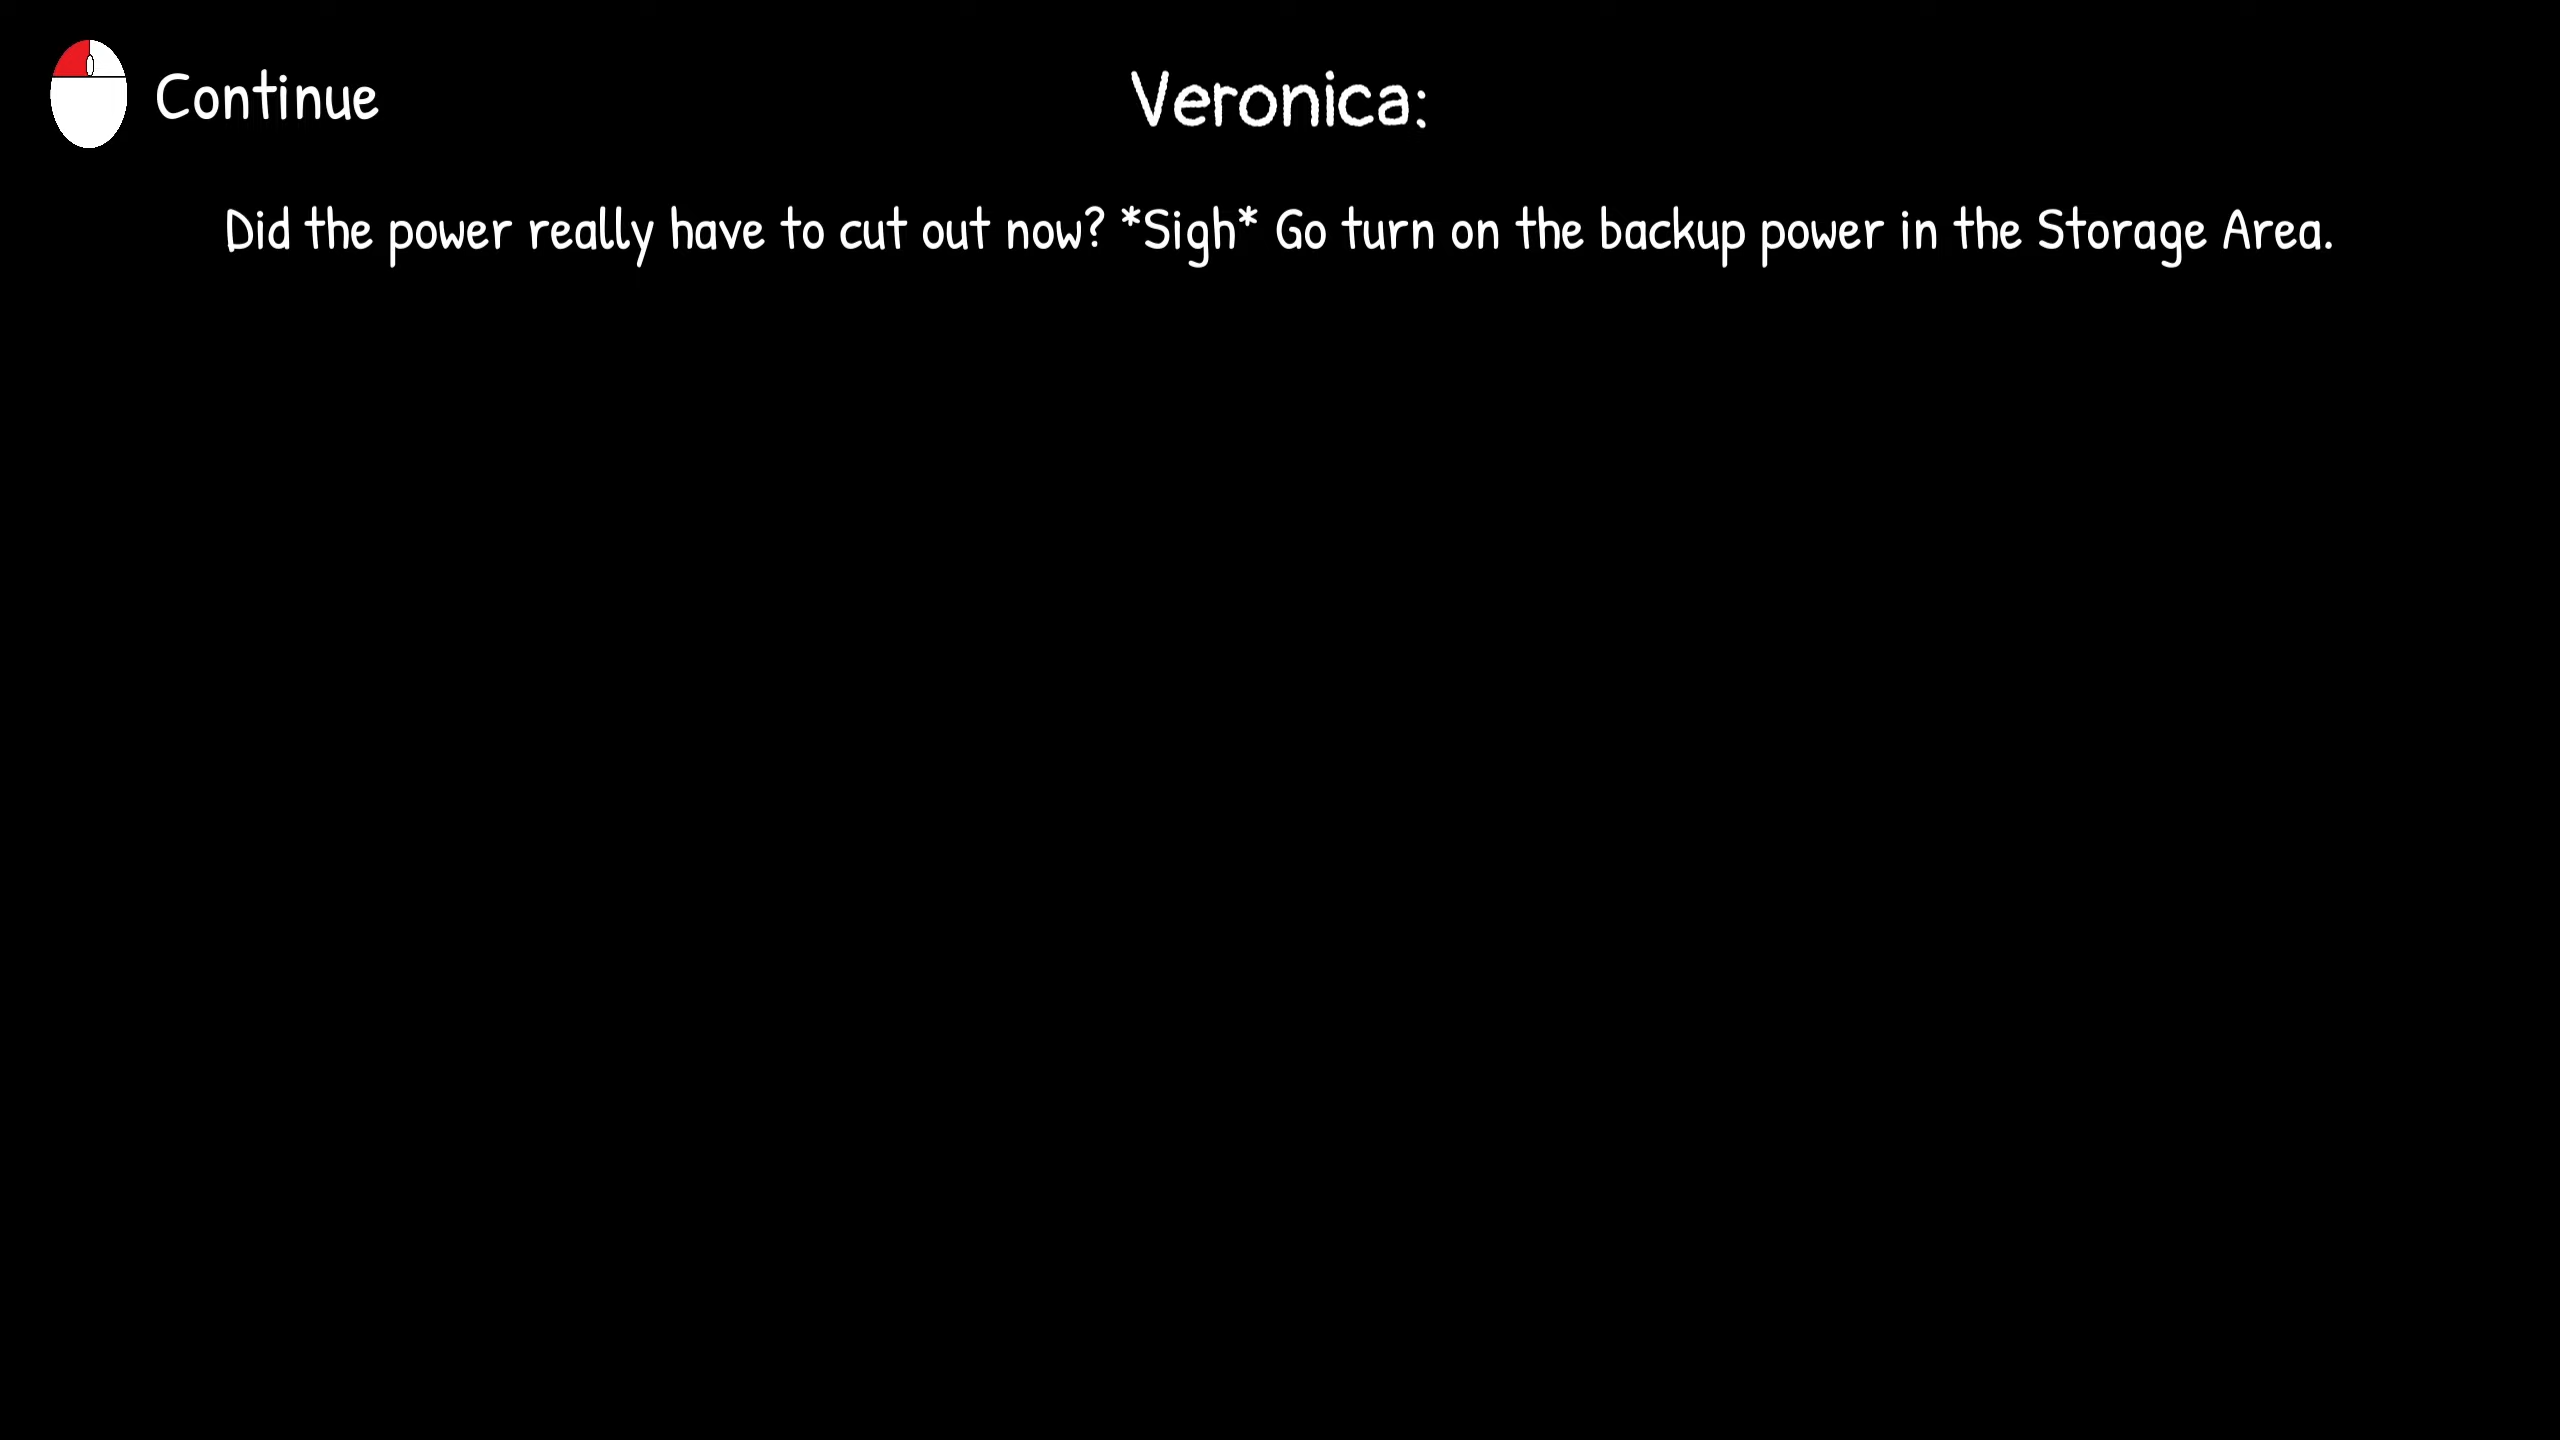 Continue
Veronica:
Did the power really have to cut out now? *Sigh* Go turn on the backup power in the Storage Area.